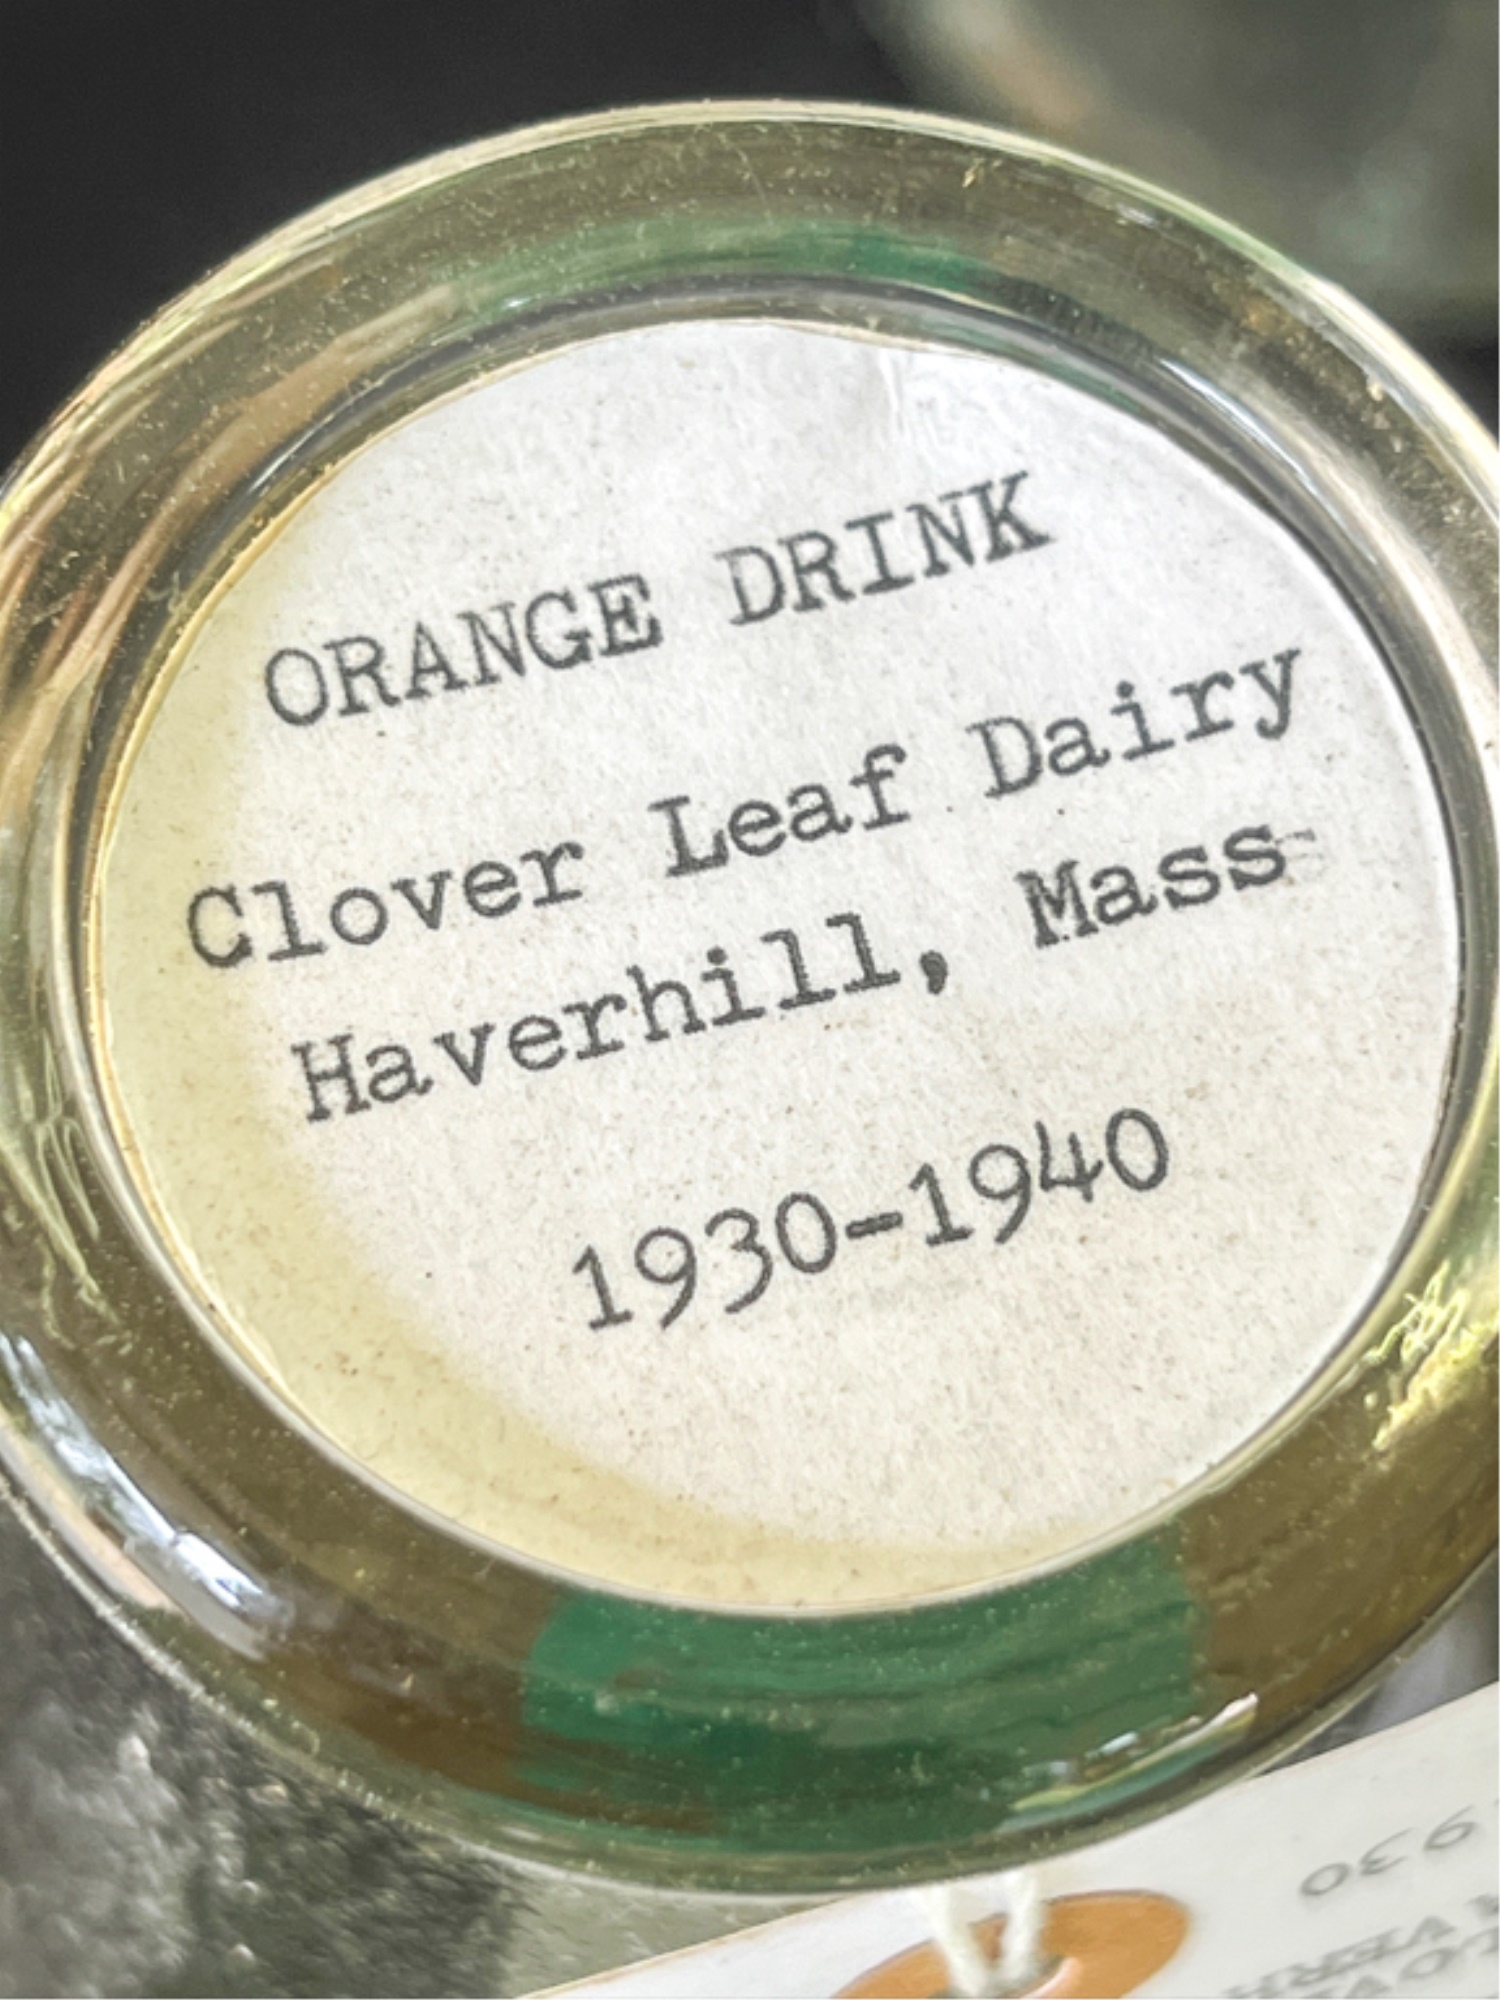 ORANGE DRINK
Clover Leaf Dairy
Haverhill, Mass
1930-1940